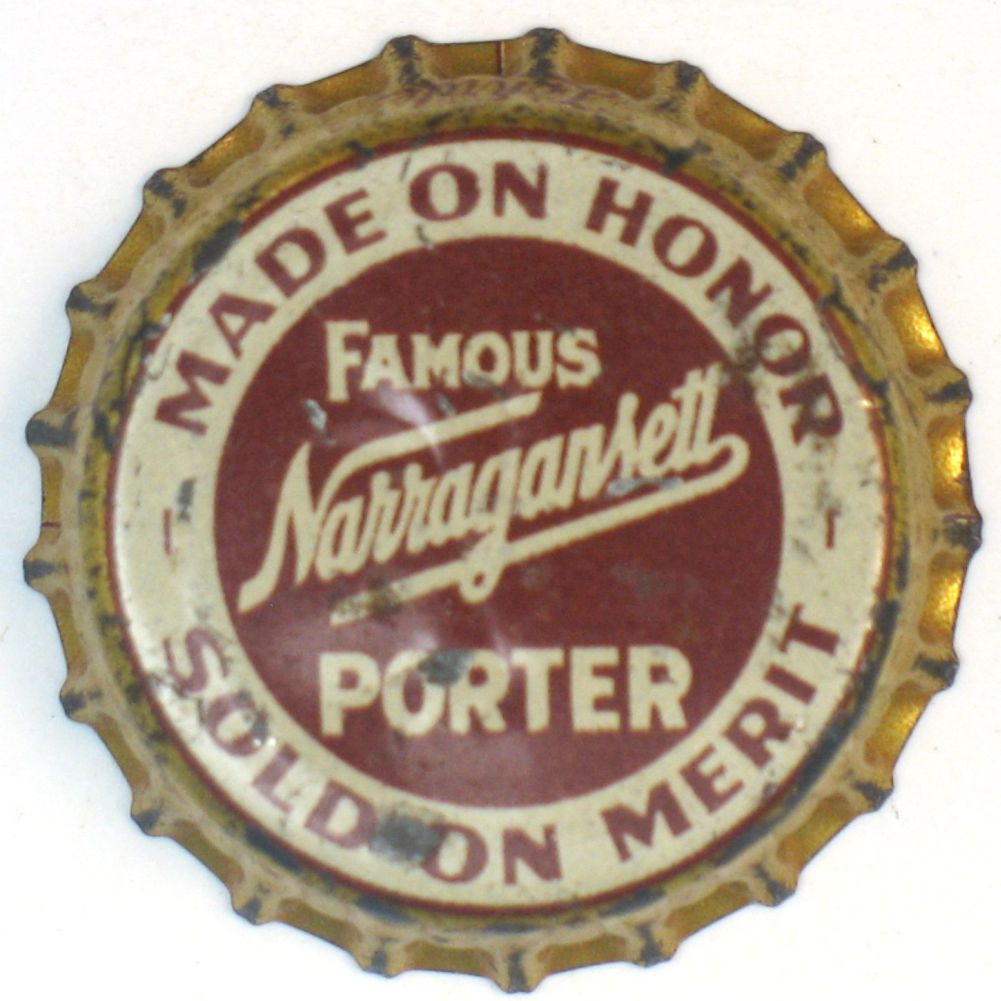 MADE ON HONOR
FAMOUS
Narragansett
PORTER
SOLD ON MERIT